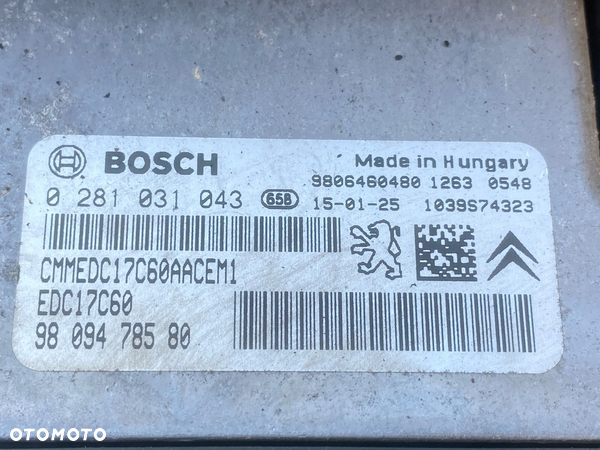 BOSCH
Made in Hungary
9806460480 1263 0548
0 281 031 043 658 15-01-25 1039S74323
CMMEDC17C60AACEM1
EDC17C60
98 094 785 80
OTOMOTO